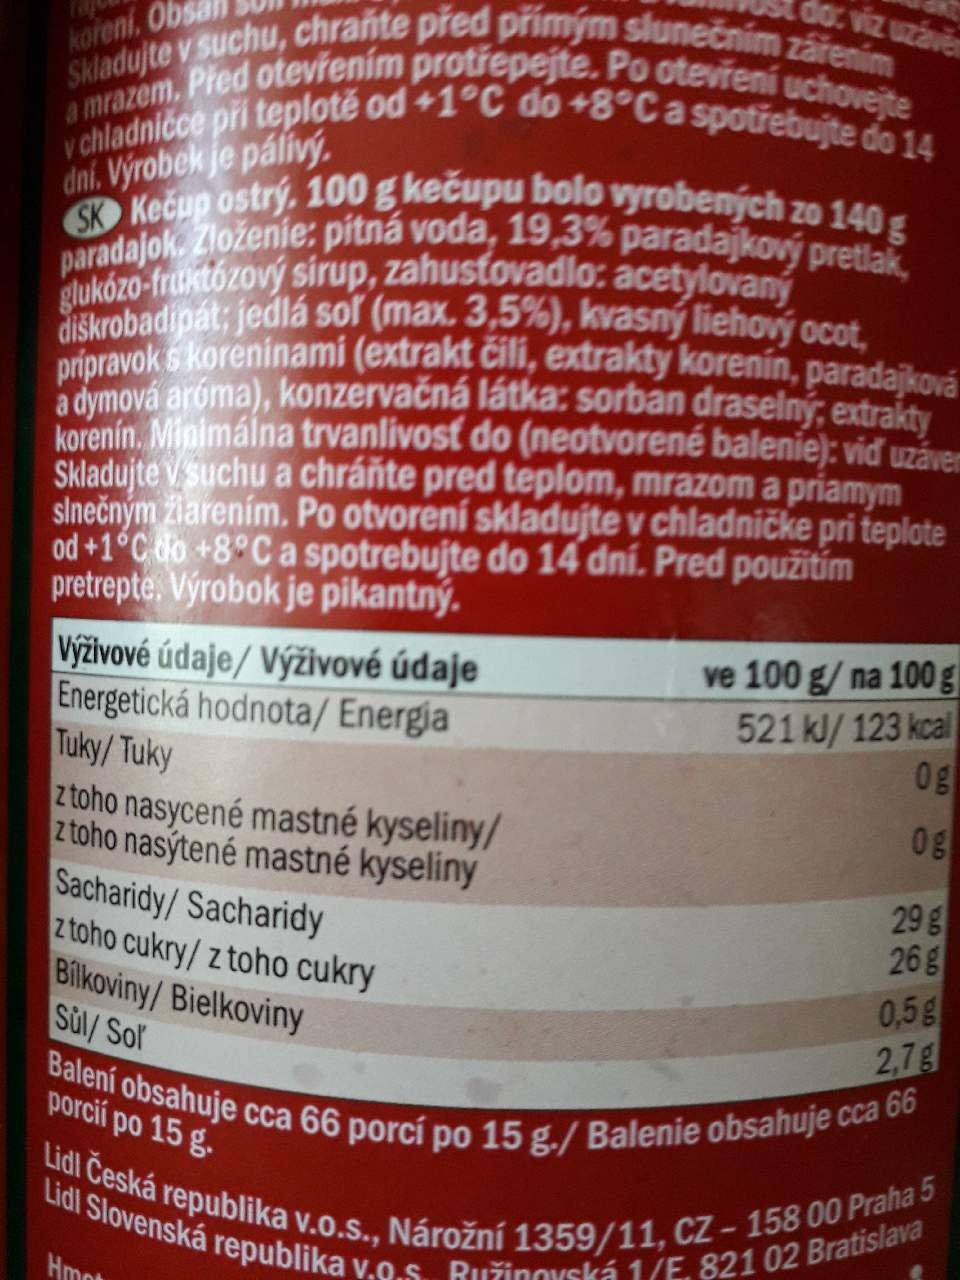 koření. Obsah soli
do: viz uzávěr
Skladujte v suchu, chraňte před přímým slunečním zářením
a mrazem. Před otevřením protřepejte. Po otevření uchovejte
v chladničce při teplotě od +1°C do +8°C a spotřebujte do 14
dní. Výrobek je pálivý.
SK Kečup ostrý. 100 g kečupu bolo vyrobených zo 140 g
paradajok. Zloženie: pitná voda, 19,3% paradajkový pretlak,
glukózo-fruktózový sirup, zahusťovadlo: acetylovaný
diškrobadipát; jedlá soľ (max. 3,5%), kvasný liehový ocot,
prípravok s koreninami (extrakt čili, extrakty korenín, paradajková
a dymová aróma), konzervačná látka: sorban draselný; extrakty
korenín. Minimálna trvanlivosť do (neotvorené balenie): viď uzáver
Skladujte v suchu a chráňte pred teplom, mrazom a priamym
slnečným žiarením. Po otvorení skladujte v chladničke pri teplote
od +1°C do +8°C a spotrebujte do 14 dní. Pred použitím
pretrepte. Výrobok je pikantný.
Výživové údaje/ Výživové údaje ve 100 g/ na 100 g
Energetická hodnota/ Energia 521 kJ/ 123 kcal
Tuky/ Tuky 0 g
z toho nasycené mastné kyseliny/
z toho nasýtené mastné kyseliny 0 g
Sacharidy/ Sacharidy 29 g
z toho cukry/ z toho cukry 26 g
Bílkoviny/ Bielkoviny 0,5 g
Sůl/ Soľ 2,7 g
Balení obsahuje cca 66 porcí po 15 g./ Balenie obsahuje cca 66
porcií po 15 g.
Lidl Česká republika v.o.s., Nárožní 1359/11, CZ – 158 00 Praha 5
Lidl Slovenská republika v.o.s. Ružinovská 1/E, 821 02 Bratislava